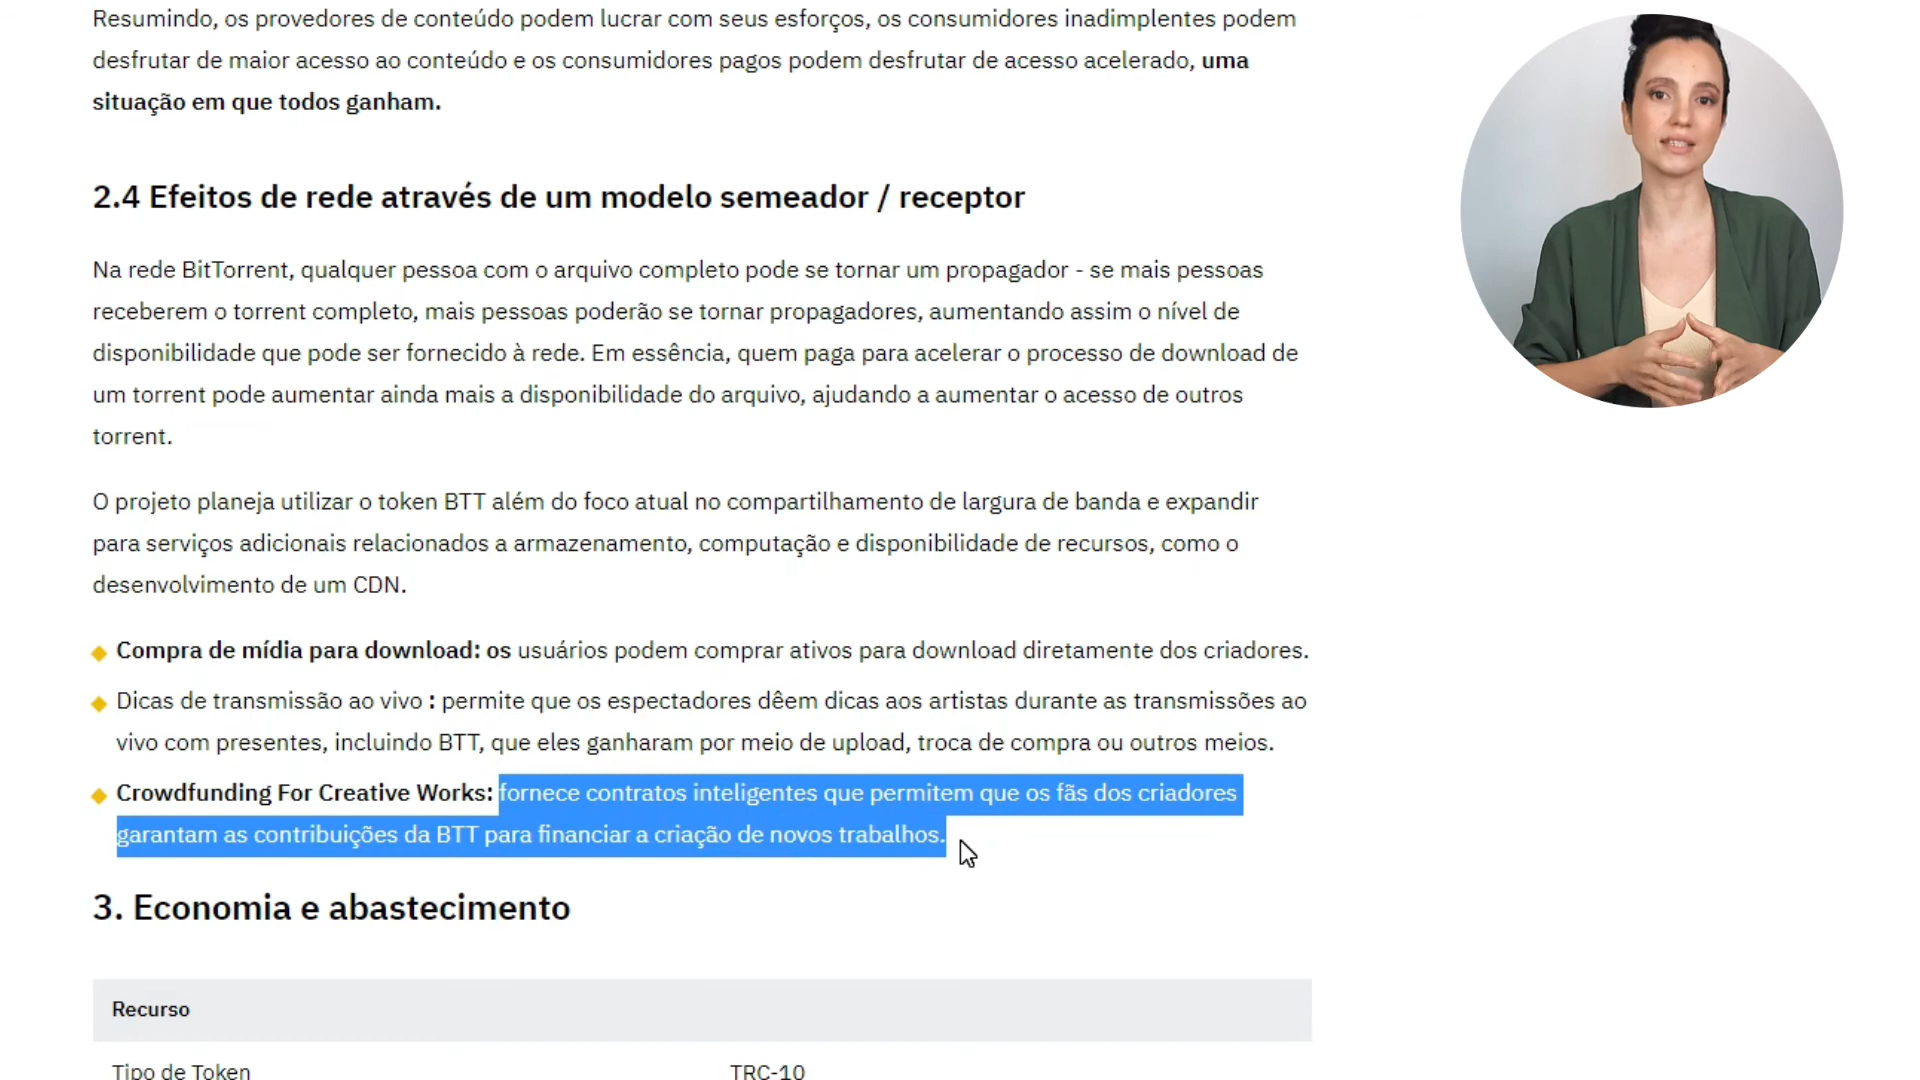 Resumindo, os provedores de conteúdo podem lucrar com seus esforços, os consumidores inadimplentes podem
desfrutar de maior acesso ao conteúdo e os consumidores pagos podem desfrutar de acesso acelerado, uma
situação em que todos ganham.
2.4 Efeitos de rede através de um modelo semeador / receptor
Na rede BitTorrent, qualquer pessoa com o arquivo completo pode se tornar um propagador - se mais pessoas
receberem o torrent completo, mais pessoas poderão se tornar propagadores, aumentando assim o nível de
disponibilidade que pode ser fornecido à rede. Em essência, quem paga para acelerar o processo de download de
um torrent pode aumentar ainda mais a disponibilidade do arquivo, ajudando a aumentar o acesso de outros
torrent.
O projeto planeja utilizar o token BTT além do foco atual no compartilhamento de largura de banda e expandir
para serviços adicionais relacionados a armazenamento, computação e disponibilidade de recursos, como o
desenvolvimento de um CDN.
Compra de mídia para download: os usuários podem comprar ativos para download diretamente dos criadores.
Dicas de transmissão ao vivo : permite que os espectadores dêem dicas aos artistas durante as transmissões ao
vivo com presentes, incluindo BTT, que eles ganharam por meio de upload, troca de compra ou outros meios.
Crowdfunding For Creative Works: fornece contratos inteligentes que permitem que os fãs dos criadores
garantam as contribuições da BTT para financiar a criação de novos trabalhos.
3. Economia e abastecimento
Recurso
Tipo de Token TRC-10